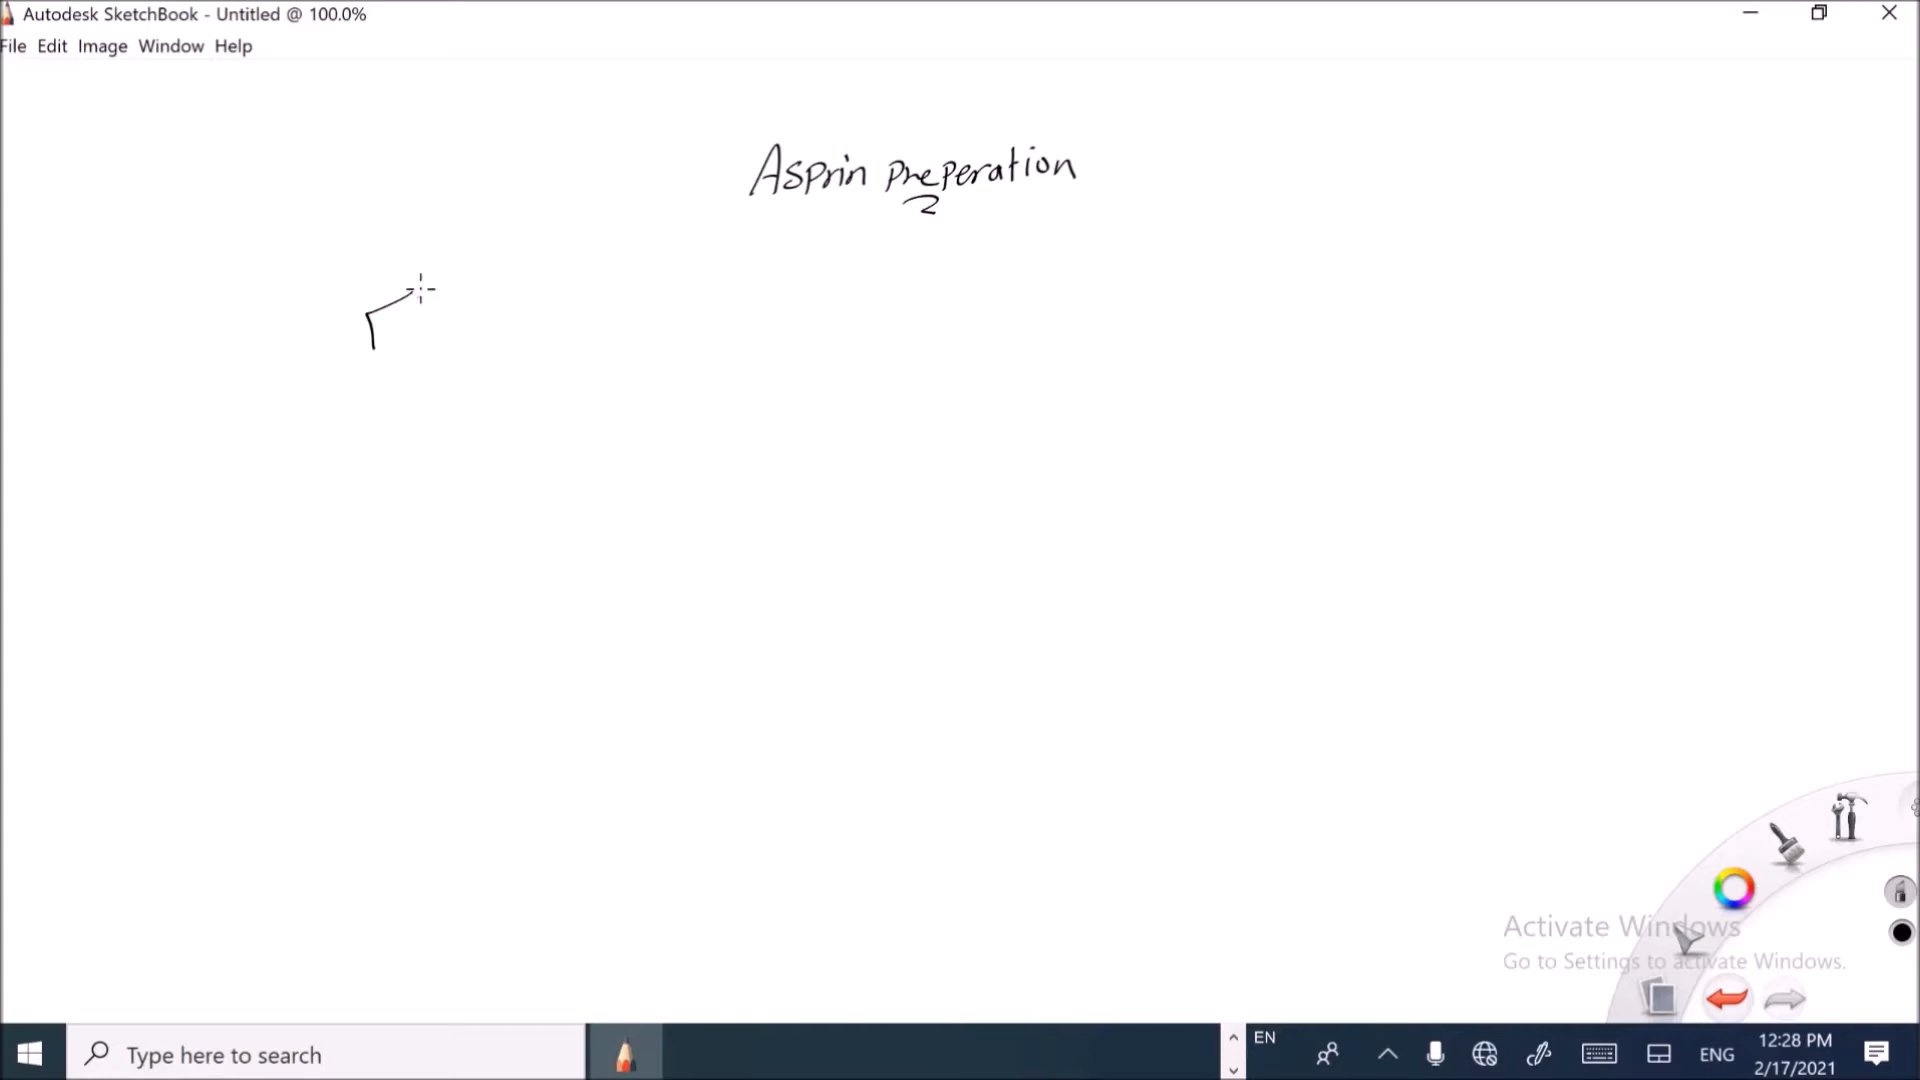 Autodesk SketchBook - Untitled @ 100.0%
File Edit Image Window Help
Asprin preperation
Activate Windows
Go to Settings to activate Windows.
Type here to search
EN
ENG
12:28 PM
2/17/2021